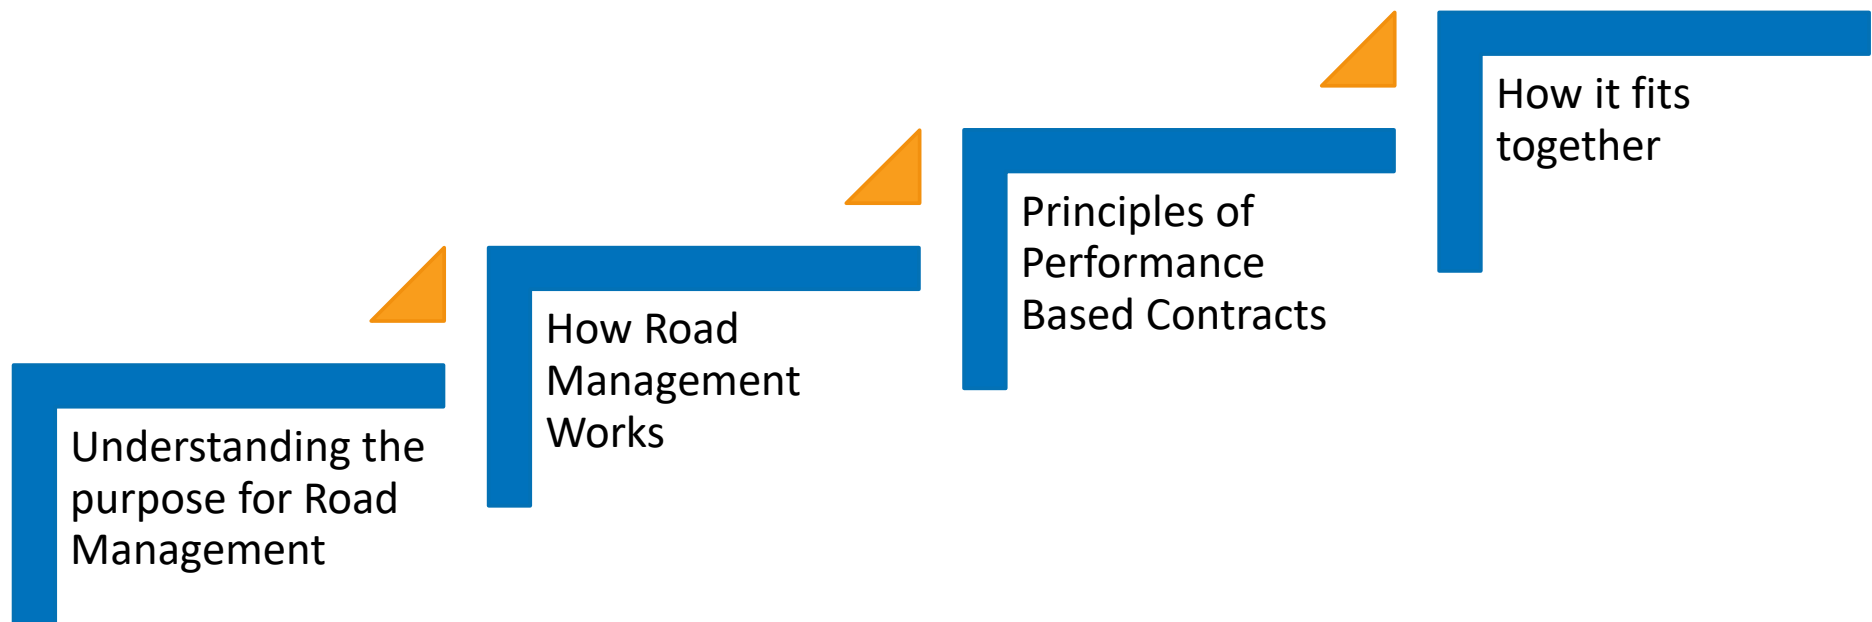 Understanding the
purpose for Road
Management
How Road
Management
Works
Principles of
Performance
Based Contracts
How it fits
together